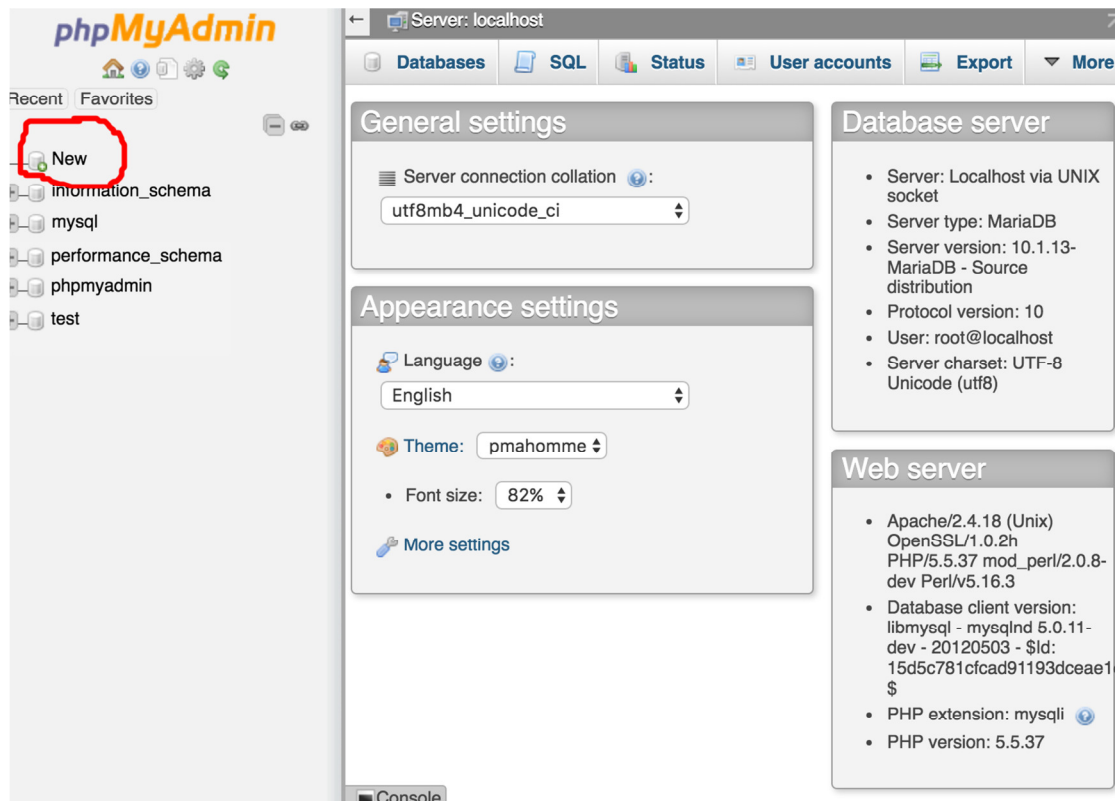 phpMyAdmin
Recent Favorites
New
information_schema
mysql
performance_schema
phpmyadmin
test
Server: localhost
Databases SQL Status User accounts Export More
General settings
Server connection collation :
utf8mb4_unicode_ci
Appearance settings
Language :
English
Theme: pmahomme
• Font size: 82%
More settings
Console
Database server
• Server: Localhost via UNIX
socket
• Server type: MariaDB
• Server version: 10.1.13-
MariaDB - Source
distribution
• Protocol version: 10
• User: root@localhost
• Server charset: UTF-8
Unicode (utf8)
Web server
• Apache/2.4.18 (Unix)
OpenSSL/1.0.2h
PHP/5.5.37 mod_perl/2.0.8-
dev Perl/v5.16.3
• Database client version:
libmysql - mysqlnd 5.0.11-
dev - 20120503 - $Id:
15d5c781cfcad91193dceae1
$
• PHP extension: mysqli
• PHP version: 5.5.37